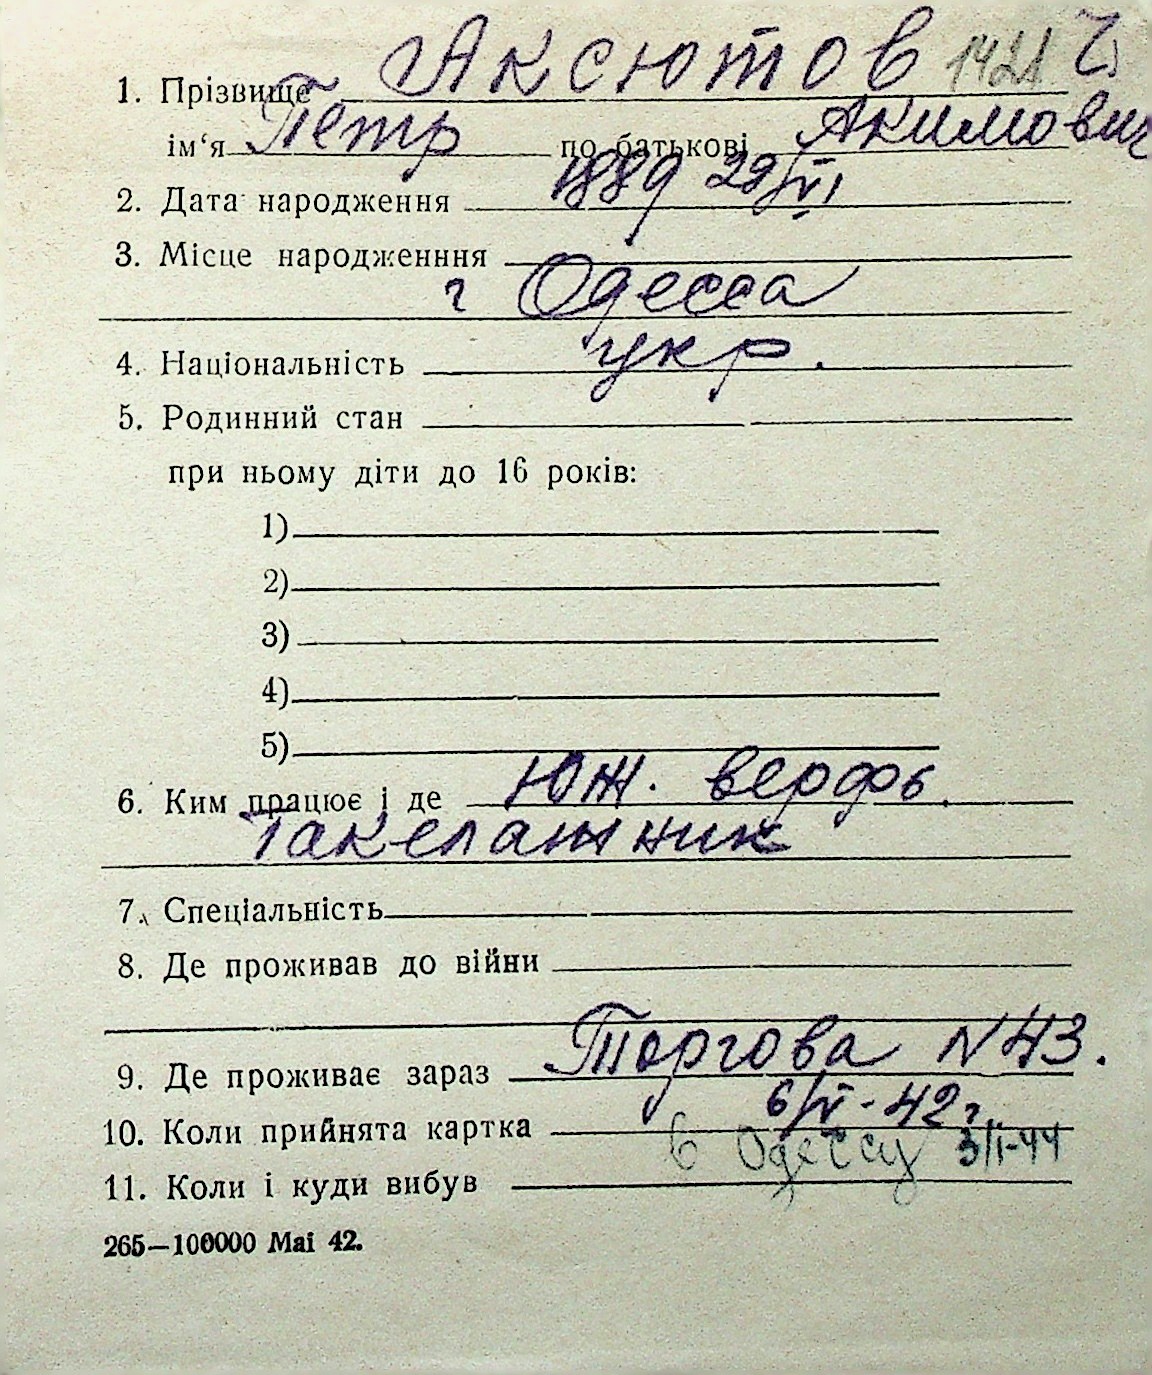 1. Прізвище Аксютов 1421 Ч
ім‘я Петр по батькові Акимович
2. Дата народження 1889 29/VI
3. Місце народженння
г Одесса
4. Національність укр.
5. Родинний стан
при ньому діти до 16 років:
1)
2)
3)
4)
5)
6. Ким працює і де Юж. верфь.
Такелажник
7. Спеціальність
8. Де проживав до війни
9. Де проживає зараз Торгова N 43.
10. Коли прийнята картка 6/VI-42г
11. Коли і куди вибув в Одессу 3/I-44
265—100000 Mai 42.